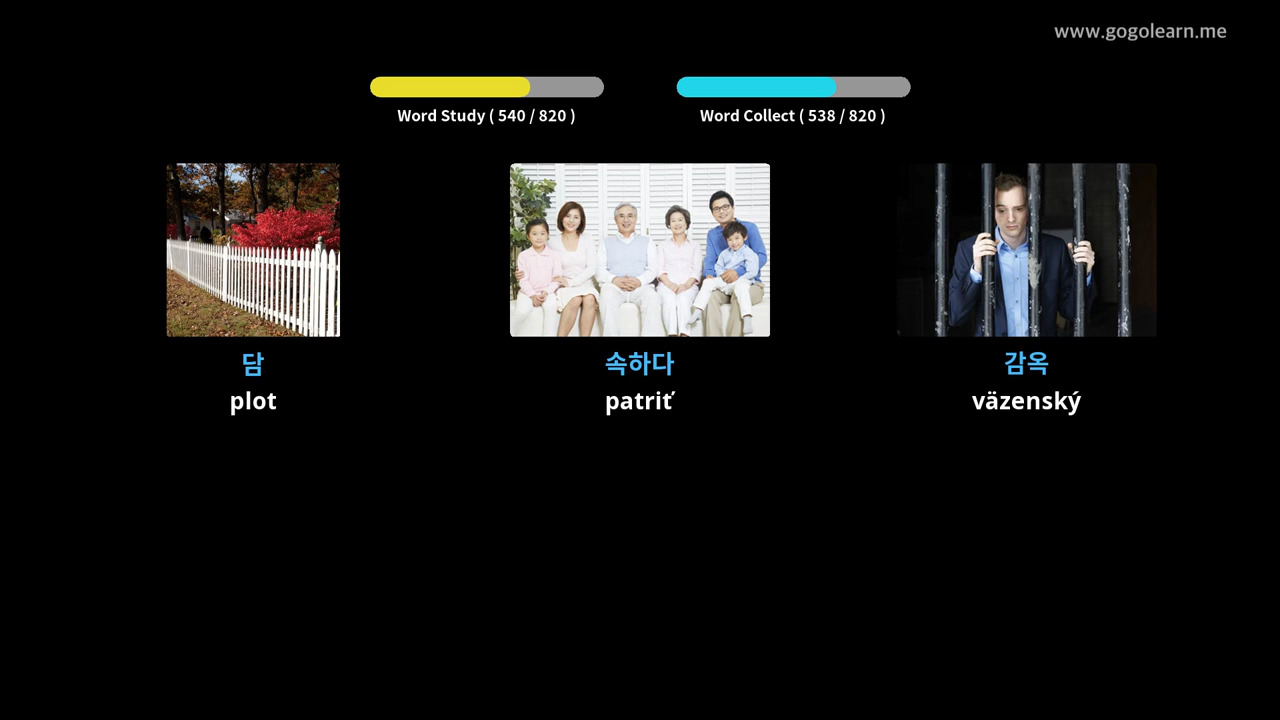 www.gogolearn.me
Word Study ( 540 / 820 )
Word Collect ( 538 / 820 )
담
plot
속하다
patriť
감옥
väzenský